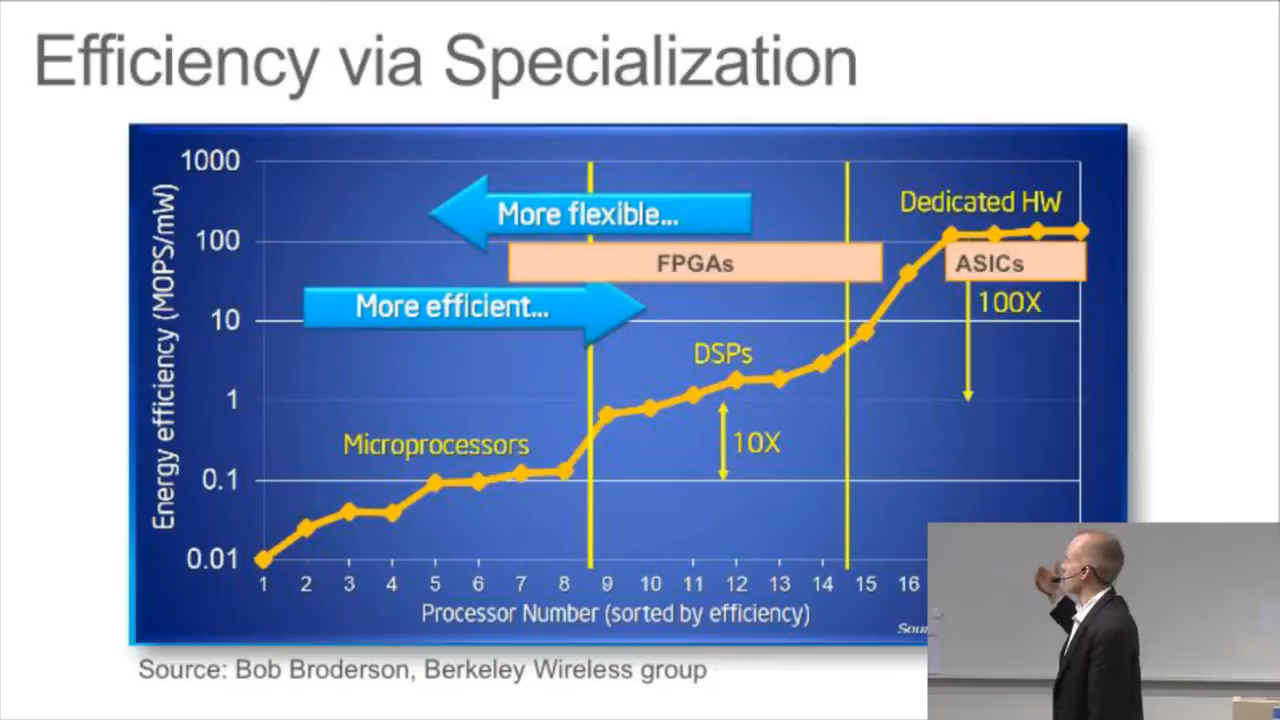 Efficiency via Specialization
1000
100
10
1
0.1
0.01
Energy efficiency (MOPS/mW)
More flexible...
Dedicated HW
FPGAs
ASICs
More efficient...
100X
DSPs
Microprocessors
10X
1 2 3 4 5 6 7 8 9 10 11 12 13 14 15 16
Processor Number (sorted by efficiency)
Source: Bob Broderson, Berkeley Wireless group